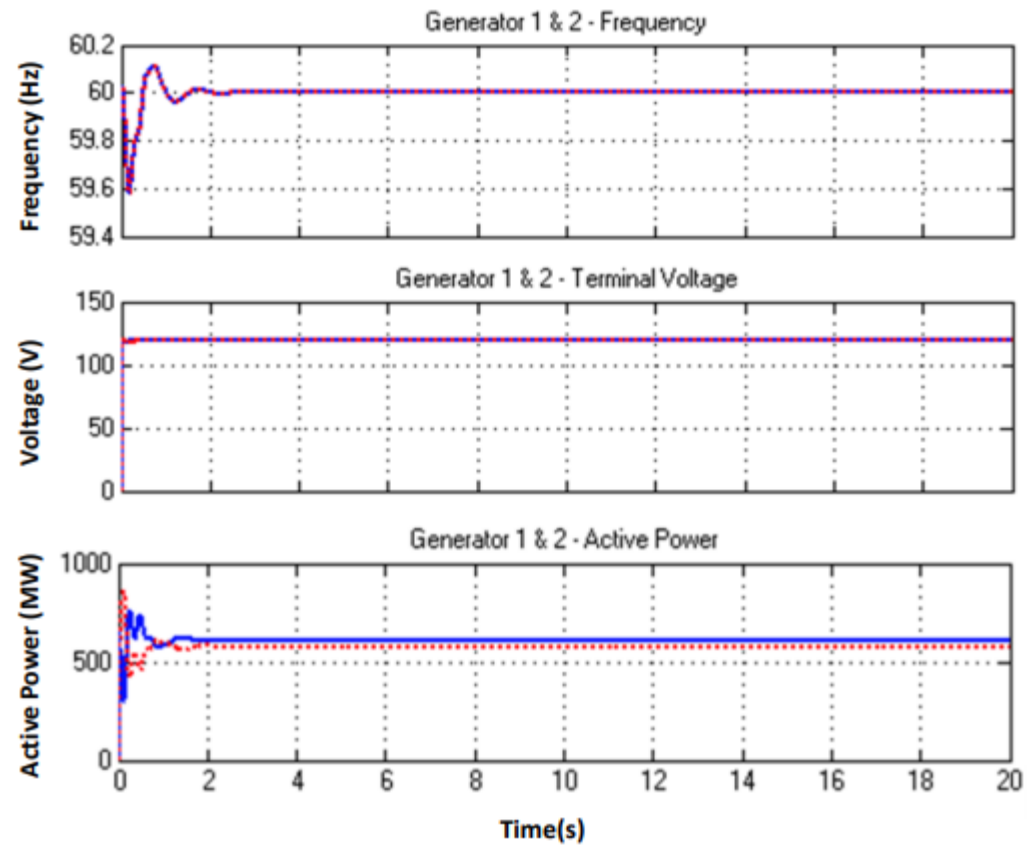 Generator 1 & 2 - Frequency
Frequency (Hz)
60.2
60
59.8
59.6
59.4
Generator 1 & 2 - Terminal Voltage
Voltage (V)
150
100
50
0
Generator 1 & 2 - Active Power
Active Power (MW)
1000
500
0
0 2 4 6 8 10 12 14 16 18 20
Time(s)